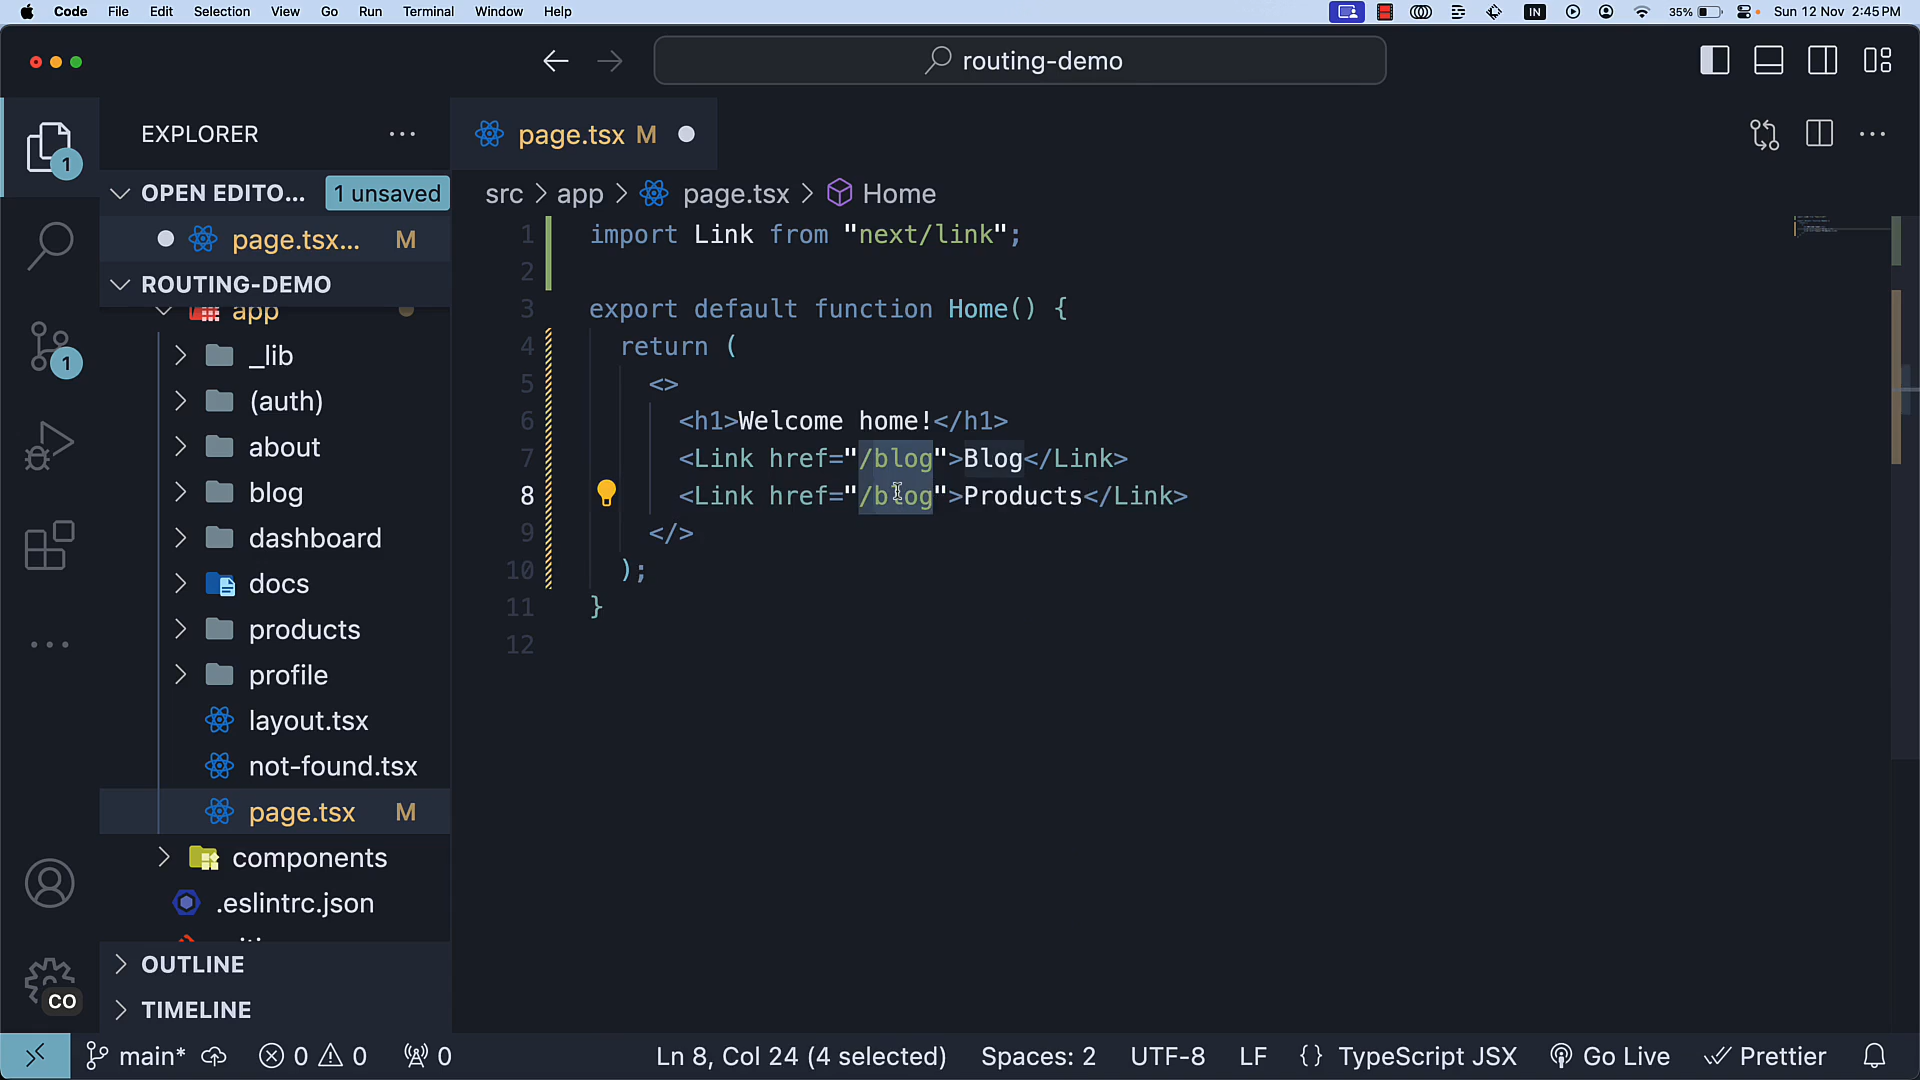 Code File Edit Selection View Go Run Terminal Window Help IN 35% Sun 12 Nov 2:45 PM
routing-demo
EXPLORER
page.tsx M
1
OPEN EDITO... 1 unsaved
src > app > page.tsx > Home
page.tsx... M
1 import Link from "next/link";
2
ROUTING-DEMO
app
3 export default function Home() {
4 return (
_lib
1
5 <>
(auth)
6 <h1>Welcome home!</h1>
about
7 <Link href="/blog">Blog</Link>
blog
8 <Link href="/blog">Products</Link>
dashboard
9 </>
docs
10 );
products
11 }
12
profile
layout.tsx
not-found.tsx
page.tsx M
components
.eslintrc.json
OUTLINE
CO
TIMELINE
main* 0 0 0 Ln 8, Col 24 (4 selected) Spaces: 2 UTF-8 LF {} TypeScript JSX Go Live Prettier